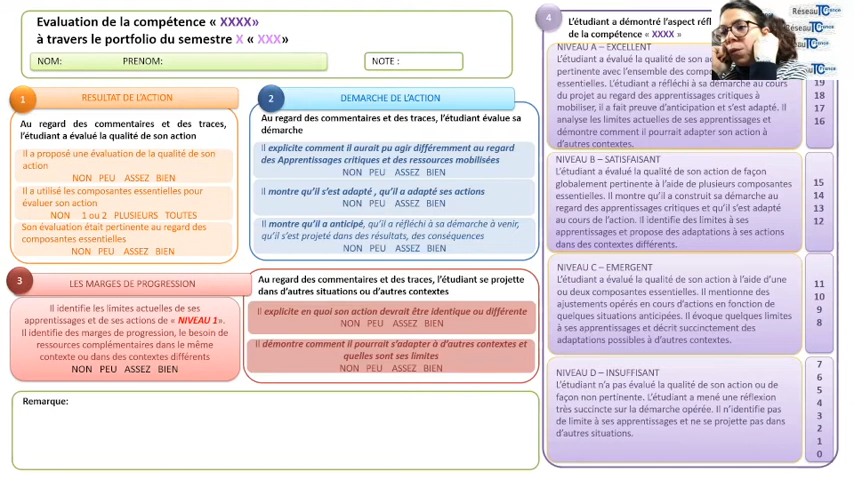 Evaluation de la compétence « XXXX»
à travers le portfolio du semestre X « XXX»
NOM: PRENOM:
NOTE :
1
RESULTAT DE L'ACTION
Au regard des commentaires et des traces,
l'étudiant a évalué la qualité de son action
Il a proposé une évaluation de la qualité de son
action
NON PEU ASSEZ BIEN
Il a utilisé les composantes essentielles pour
évaluer son action
NON 1 ou 2 PLUSIEURS TOUTES
Son évaluation était pertinente au regard des
composantes essentielles
NON PEU ASSEZ BIEN
2
DEMARCHE DE L'ACTION
Au regard des commentaires et des traces, l'étudiant évalue sa
démarche
Il explicite comment il aurait pu agir différemment au regard
des Apprentissages critiques et des ressources mobilisées
NON PEU ASSEZ BIEN
Il montre qu'il s'est adapté , qu'il a adapté ses actions
NON PEU ASSEZ BIEN
Il montre qu'il a anticipé, qu'il a réfléchi à sa démarche à venir,
qu'il s'est projeté dans des résultats, des conséquences
NON PEU ASSEZ BIEN
3
LES MARGES DE PROGRESSION
Il identifie les limites actuelles de ses
apprentissages et de ses actions de « NIVEAU 1».
Il identifie des marges de progression, le besoin de
ressources complémentaires dans le même
contexte ou dans des contextes différents
NON PEU ASSEZ BIEN
Au regard des commentaires et des traces, l'étudiant se projette
dans d'autres situations ou d'autres contextes
Il explicite en quoi son action devrait être identique ou différente
NON PEU ASSEZ BIEN
Il démontre comment il pourrait s'adapter à d'autres contextes et
quelles sont ses limites
NON PEU ASSEZ BIEN
Remarque:
4
L'étudiant a démontré l'aspect
de la compétence « XXXX »
NIVEAU A – EXCELLENT
L'étudiant a évalué la qualité de son
pertinente avec l'ensemble des
essentielles. L'étudiant a réfléchi à sa démarche au cours
du projet au regard des apprentissages critiques à
mobiliser, il a fait preuve d'anticipation et s'est adapté. Il
analyse les limites actuelles de ses apprentissages et
démontre comment il pourrait adapter son action à
d'autres contextes.
19
18
17
16
NIVEAU B – SATISFAISANT
L'étudiant a évalué la qualité de son action de façon
globalement pertinente à l'aide de plusieurs composantes
essentielles. Il montre qu'il a construit sa démarche au
regard des apprentissages critiques et qu'il s'est adapté
au cours de l'action. Il identifie des limites à ses
apprentissages et propose des adaptations à ses actions
dans des contextes différents.
15
14
13
12
NIVEAU C – EMERGENT
L'étudiant a évalué la qualité de son action à l'aide d'une
ou deux composantes essentielles. Il mentionne des
ajustements opérés en cours d'actions en fonction de
quelques situations anticipées. Il évoque quelques limites
à ses apprentissages et décrit succinctement des
adaptations possibles à d'autres contextes.
11
10
9
8
NIVEAU D – INSUFFISANT
L'étudiant n'a pas évalué la qualité de son action ou de
façon non pertinente. L'étudiant a mené une réflexion
très succincte sur la démarche opérée. Il n'identifie pas
de limite à ses apprentissages et ne se projette pas dans
d'autres situations.
7
6
5
4
3
2
1
0
Réseau